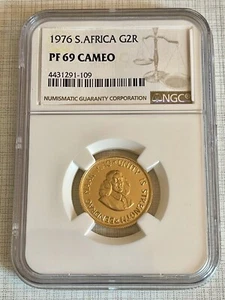 1976 S.AFRICA G2R
PF 69 CAMEO
4431291-109
NUMISMATIC GUARANTY CORPORATION
NGC